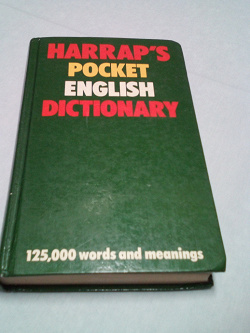 HARRAP'S
POCKET
ENGLISH
DICTIONARY
125,000 words and meanings